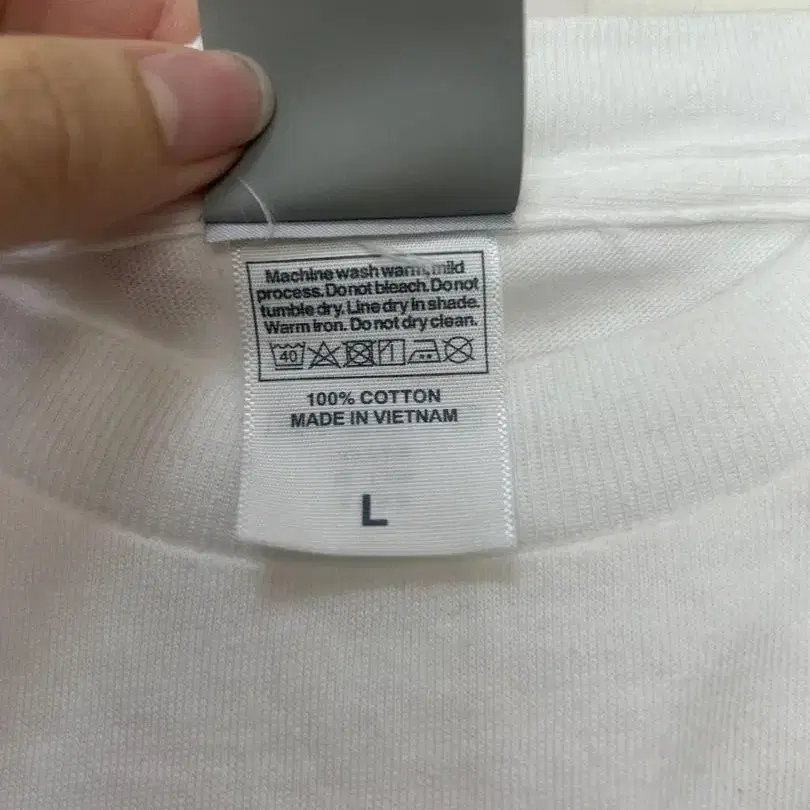 Machine wash warm, mild
process. Do not bleach. Do not
tumble dry. Line dry in shade.
Warm iron. Do not dry clean.
40
100% COTTON
MADE IN VIETNAM
L